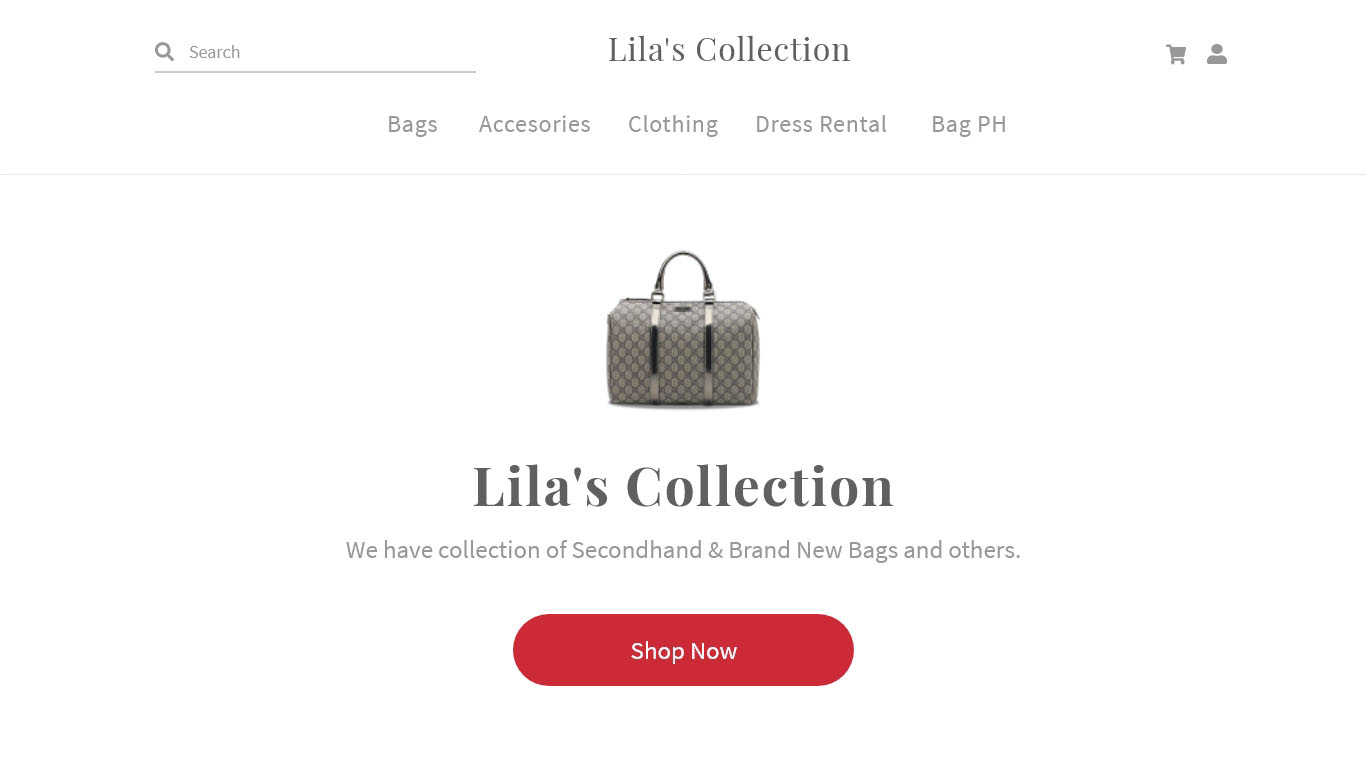 Search
Lila's Collection
Bags Accesories Clothing Dress Rental Bag PH
Lila's Collection
We have collection of Secondhand & Brand New Bags and others.
Shop Now